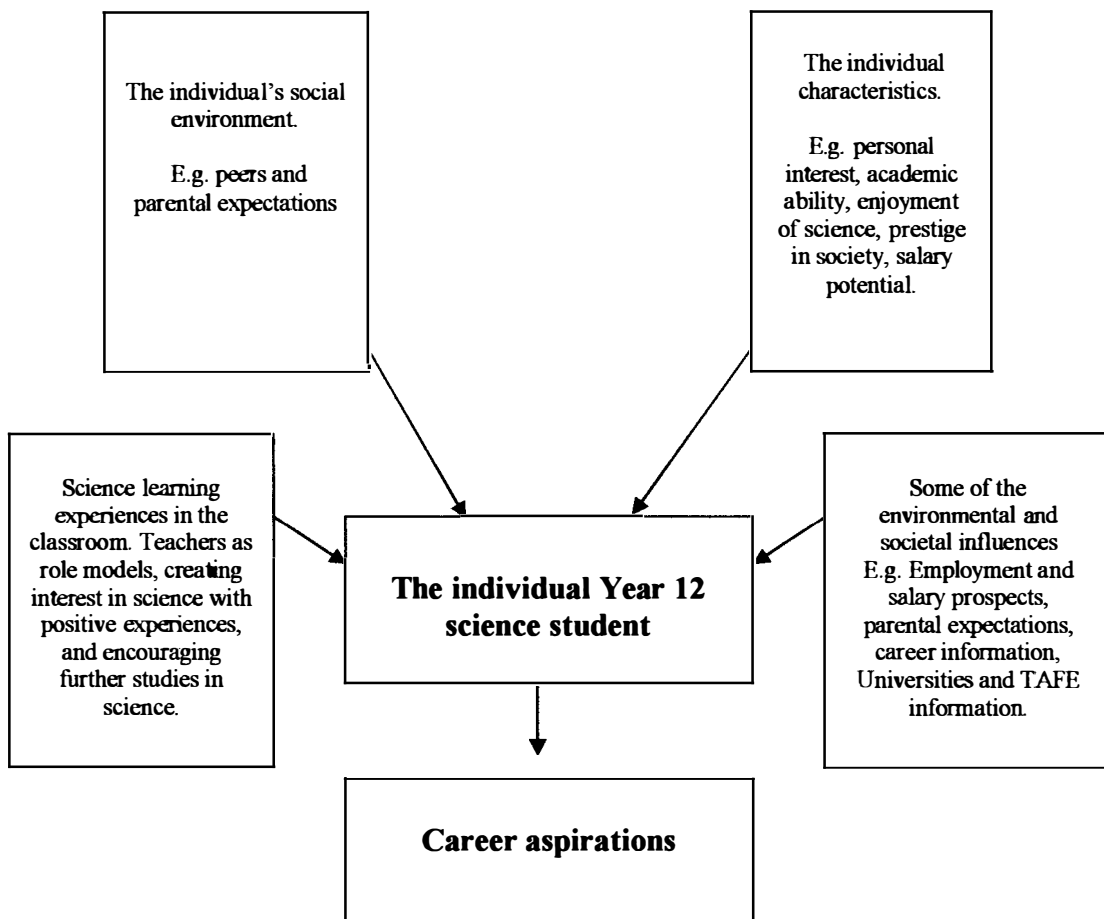 The individual's social
environment.
E.g. peers and
parental expectations
The individual
characteristics.
E.g. personal
interest, academic
ability, enjoyment
of science, prestige
in society, salary
potential.
Science learning
experiences in the
classroom. Teachers as
role models, creating
interest in science with
positive experiences,
and encouraging
further studies in
science.
The individual Year 12
science student
Some of the
environmental and
societal influences
E.g. Employment and
salary prospects,
parental expectations,
career information,
Universities and TAFE
information.
Career aspirations